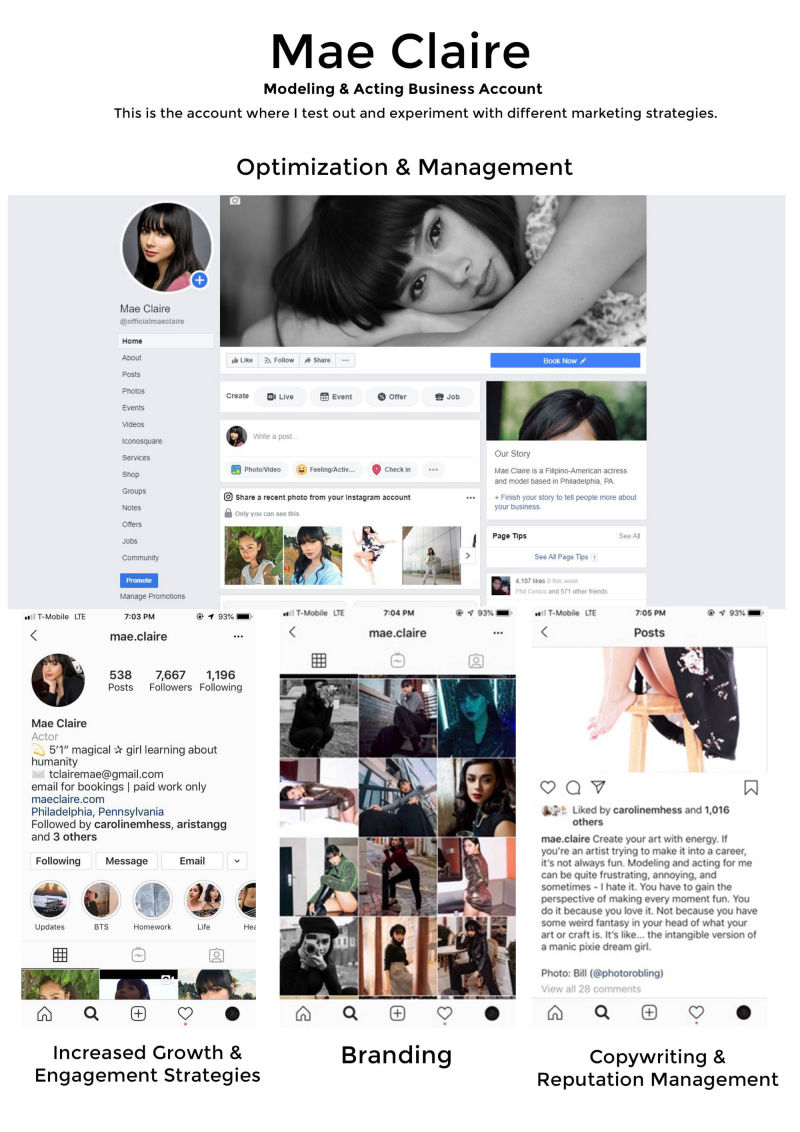 Mae Claire
Modeling & Acting Business Account
This is the account where I test out and experiment with different marketing strategies.
Optimization & Management
Mae Claire
@officialmaeclaire
Home
About
Posts
Photos
Events
Videos
Iconosquare
Services
Shop
Groups
Notes
Offers
Jobs
Community
Promote
Manage Promotions
Like Follow Share ...
Book Now
Create Live Event Offer Job
Write a post...
Photo/Video Feeling/Activ... Check in ...
Share a recent photo from your Instagram account ...
Only you can see this
Our Story
Mae Claire is a Filipino-American actress
and model based in Philadelphia, PA.
+ Finish your story to tell people more about
your business.
Page Tips See All
See All Page Tips 1
4,107 likes 0 this week
Phil Cosico and 571 other friends
T-Mobile LTE 7:03 PM 93%
mae.claire ...
538 7,667 1,196
Posts Followers Following
Mae Claire
Actor
💫 5'1" magical ✰ girl learning about
humanity
✉️ tclairemae@gmail.com
email for bookings | paid work only
maeclaire.com
Philadelphia, Pennsylvania
Followed by carolinemhess, aristangg
and 3 others
Following Message Email
Updates BTS Homework Life Hea
T-Mobile LTE 7:04 PM 93%
mae.claire ...
T-Mobile LTE 7:05 PM 93%
Posts
Liked by carolinemhess and 1,016
others
mae.claire Create your art with energy. If
you're an artist trying to make it into a career,
it's not always fun. Modeling and acting for me
can be quite frustrating, annoying, and
sometimes - I hate it. You have to gain the
perspective of making every moment fun. You
do it because you love it. Not because you have
some weird fantasy in your head of what your
art or craft is. It's like... the intangible version of
a manic pixie dream girl.
Photo: Bill (@photorobling)
View all 28 comments
Increased Growth &
Engagement Strategies
Branding
Copywriting &
Reputation Management